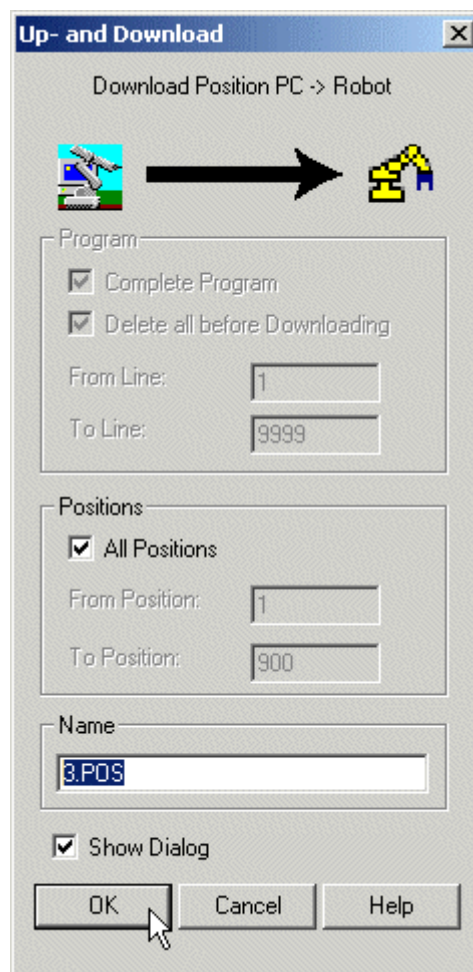 Up- and Download
Download Position PC -> Robot
Program
Complete Program
Delete all before Downloading
From Line: 1
To Line: 9999
Positions
All Positions
From Position: 1
To Position: 900
Name
3.POS
Show Dialog
OK Cancel Help